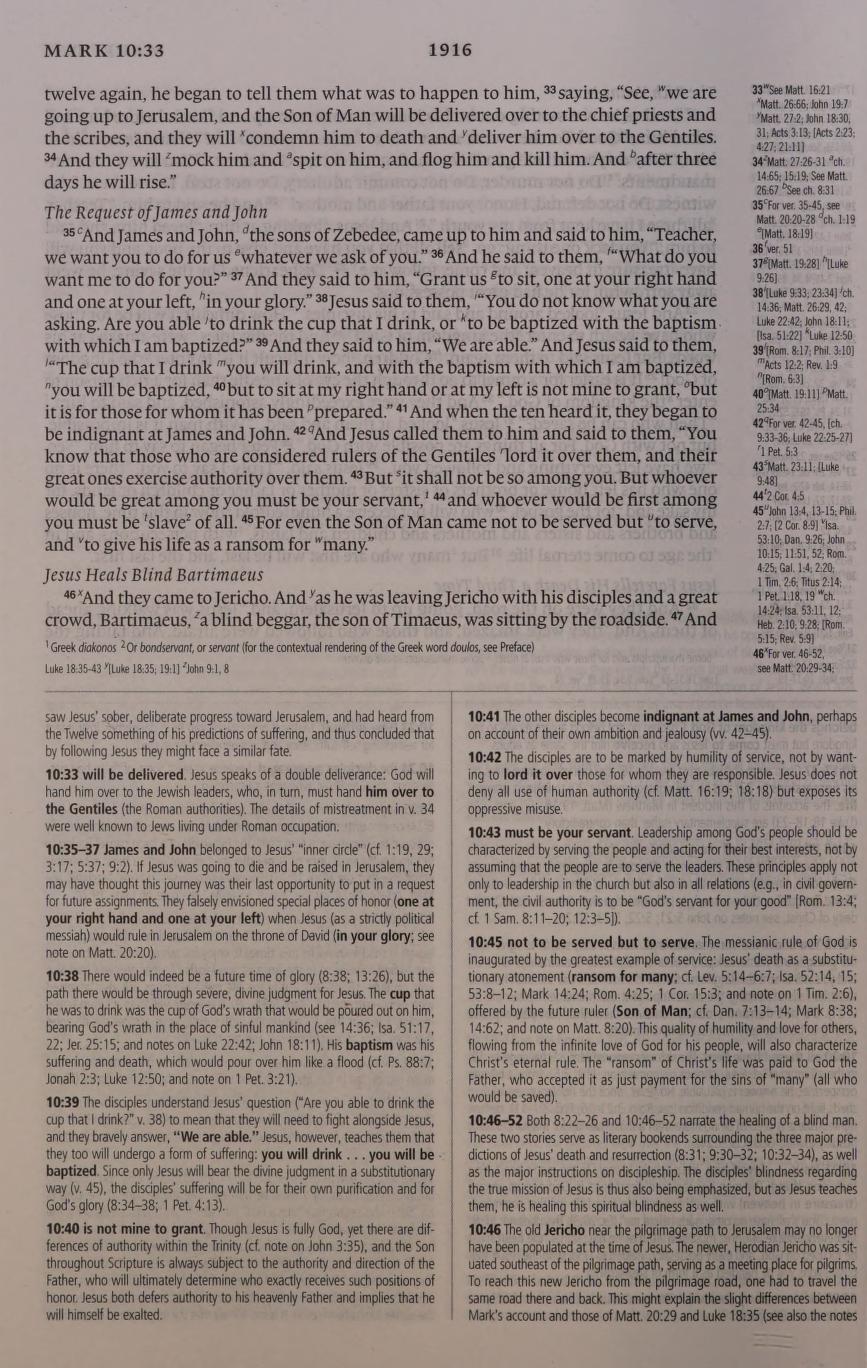 MARK 10:33
1916
twelve again, he began to tell them what was to happen to him, 33 saying, “See, wwe are
going up to Jerusalem, and the Son of Man will be delivered over to the chief priests and
the scribes, and they will xcondemn him to death and ydeliver him over to the Gentiles.
34 And they will zmock him and aspit on him, and flog him and kill him. And bafter three
days he will rise.”
The Request of James and John
35 cAnd James and John, dthe sons of Zebedee, came up to him and said to him, “Teacher,
we want you to do for us ewhatever we ask of you.” 36 And he said to them, f“What do you
want me to do for you?” 37 And they said to him, “Grant us gto sit, one at your right hand
and one at your left, hin your glory.” 38 Jesus said to them, i“You do not know what you are
asking. Are you able jto drink the cup that I drink, or kto be baptized with the baptism
with which I am baptized?” 39 And they said to him, “We are able.” And Jesus said to them,
l“The cup that I drink myou will drink, and with the baptism with which I am baptized,
nyou will be baptized, 40 but to sit at my right hand or at my left is not mine to grant, obut
it is for those for whom it has been pprepared.” 41 And when the ten heard it, they began to
be indignant at James and John. 42 qAnd Jesus called them to him and said to them, “You
know that those who are considered rulers of the Gentiles rlord it over them, and their
great ones exercise authority over them. 43 But sit shall not be so among you. But whoever
would be great among you must be your servant,1 44 and whoever would be first among
you must be tslave2 of all. 45 For even the Son of Man came not to be served but uto serve,
and vto give his life as a ransom for wmany.”
Jesus Heals Blind Bartimaeus
46 xAnd they came to Jericho. And yas he was leaving Jericho with his disciples and a great
crowd, Bartimaeus, za blind beggar, the son of Timaeus, was sitting by the roadside. 47 And
1 Greek diakonos 2 Or bondservant, or servant (for the contextual rendering of the Greek word doulos, see Preface)
Luke 18:35-43 y[Luke 18:35; 19:1] zJohn 9:1, 8
33 wSee Matt. 16:21
xMatt. 26:66; John 19:7
yMatt. 27:2; John 18:30,
31; Acts 3:13; [Acts 2:23;
4:27; 21:11]
34 zMatt. 27:26-31 ach.
14:65; 15:19; See Matt.
26:67 bSee ch. 8:31
35 cFor ver. 35-45, see
Matt. 20:20-28 dch. 1:19
e[Matt. 18:19]
36 fver. 51
37 g[Matt. 19:28] h[Luke
9:26]
38 i[Luke 9:33; 23:34] jch.
14:36; Matt. 26:29, 42;
Luke 22:42; John 18:11;
[Isa. 51:22] kLuke 12:50
39 l[Rom. 8:17; Phil. 3:10]
mActs 12:2; Rev. 1:9
n[Rom. 6:3]
40 o[Matt. 19:11] pMatt.
25:34
42 qFor ver. 42-45, [ch.
9:33-36; Luke 22:25-27]
r1 Pet. 5:3
43 sMatt. 23:11; [Luke
9:48]
44 t2 Cor. 4:5
45 uJohn 13:4, 13-15; Phil.
2:7; [2 Cor. 8:9] vIsa.
53:10; Dan. 9:26; John
10:15; 11:51, 52; Rom.
4:25; Gal. 1:4; 2:20;
1 Tim. 2:6; Titus 2:14;
1 Pet. 1:18, 19 wch.
14:24; Isa. 53:11, 12;
Heb. 2:10; 9:28; [Rom.
5:15; Rev. 5:9]
46 xFor ver. 46-52,
see Matt. 20:29-34;
saw Jesus’ sober, deliberate progress toward Jerusalem, and had heard from
the Twelve something of his predictions of suffering, and thus concluded that
by following Jesus they might face a similar fate.
10:33 will be delivered. Jesus speaks of a double deliverance: God will
hand him over to the Jewish leaders, who, in turn, must hand him over to
the Gentiles (the Roman authorities). The details of mistreatment in v. 34
were well known to Jews living under Roman occupation.
10:35–37 James and John belonged to Jesus’ “inner circle” (cf. 1:19, 29;
3:17; 5:37; 9:2). If Jesus was going to die and be raised in Jerusalem, they
may have thought this journey was their last opportunity to put in a request
for future assignments. They falsely envisioned special places of honor (one at
your right hand and one at your left) when Jesus (as a strictly political
messiah) would rule in Jerusalem on the throne of David (in your glory; see
note on Matt. 20:20).
10:38 There would indeed be a future time of glory (8:38; 13:26), but the
path there would be through severe, divine judgment for Jesus. The cup that
he was to drink was the cup of God’s wrath that would be poured out on him,
bearing God’s wrath in the place of sinful mankind (see 14:36; Isa. 51:17,
22; Jer. 25:15; and notes on Luke 22:42; John 18:11). His baptism was his
suffering and death, which would pour over him like a flood (cf. Ps. 88:7;
Jonah 2:3; Luke 12:50; and note on 1 Pet. 3:21).
10:39 The disciples understand Jesus’ question (“Are you able to drink the
cup that I drink?” v. 38) to mean that they will need to fight alongside Jesus,
and they bravely answer, “We are able.” Jesus, however, teaches them that
they too will undergo a form of suffering: you will drink . . . you will be
baptized. Since only Jesus will bear the divine judgment in a substitutionary
way (v. 45), the disciples’ suffering will be for their own purification and for
God’s glory (8:34–38; 1 Pet. 4:13).
10:40 is not mine to grant. Though Jesus is fully God, yet there are dif-
ferences of authority within the Trinity (cf. note on John 3:35), and the Son
throughout Scripture is always subject to the authority and direction of the
Father, who will ultimately determine who exactly receives such positions of
honor. Jesus both defers authority to his heavenly Father and implies that he
will himself be exalted.
10:41 The other disciples become indignant at James and John, perhaps
on account of their own ambition and jealousy (vv. 42–45).
10:42 The disciples are to be marked by humility of service, not by want-
ing to lord it over those for whom they are responsible. Jesus does not
deny all use of human authority (cf. Matt. 16:19; 18:18) but exposes its
oppressive misuse.
10:43 must be your servant. Leadership among God’s people should be
characterized by serving the people and acting for their best interests, not by
assuming that the people are to serve the leaders. These principles apply not
only to leadership in the church but also in all relations (e.g., in civil govern-
ment, the civil authority is to be “God’s servant for your good” [Rom. 13:4;
cf. 1 Sam. 8:11–20; 12:3–5]).
10:45 not to be served but to serve. The messianic rule of God is
inaugurated by the greatest example of service: Jesus’ death as a substitu-
tionary atonement (ransom for many; cf. Lev. 5:14–6:7; Isa. 52:14, 15;
53:8–12; Mark 14:24; Rom. 4:25; 1 Cor. 15:3; and note on 1 Tim. 2:6),
offered by the future ruler (Son of Man; cf. Dan. 7:13–14; Mark 8:38;
14:62; and note on Matt. 8:20). This quality of humility and love for others,
flowing from the infinite love of God for his people, will also characterize
Christ’s eternal rule. The “ransom” of Christ’s life was paid to God the
Father, who accepted it as just payment for the sins of “many” (all who
would be saved).
10:46–52 Both 8:22–26 and 10:46–52 narrate the healing of a blind man.
These two stories serve as literary bookends surrounding the three major pre-
dictions of Jesus’ death and resurrection (8:31; 9:30–32; 10:32–34), as well
as the major instructions on discipleship. The disciples’ blindness regarding
the true mission of Jesus is thus also being emphasized, but as Jesus teaches
them, he is healing this spiritual blindness as well.
10:46 The old Jericho near the pilgrimage path to Jerusalem may no longer
have been populated at the time of Jesus. The newer, Herodian Jericho was sit-
uated southeast of the pilgrimage path, serving as a meeting place for pilgrims.
To reach this new Jericho from the pilgrimage road, one had to travel the
same road there and back. This might explain the slight differences between
Mark’s account and those of Matt. 20:29 and Luke 18:35 (see also the notes